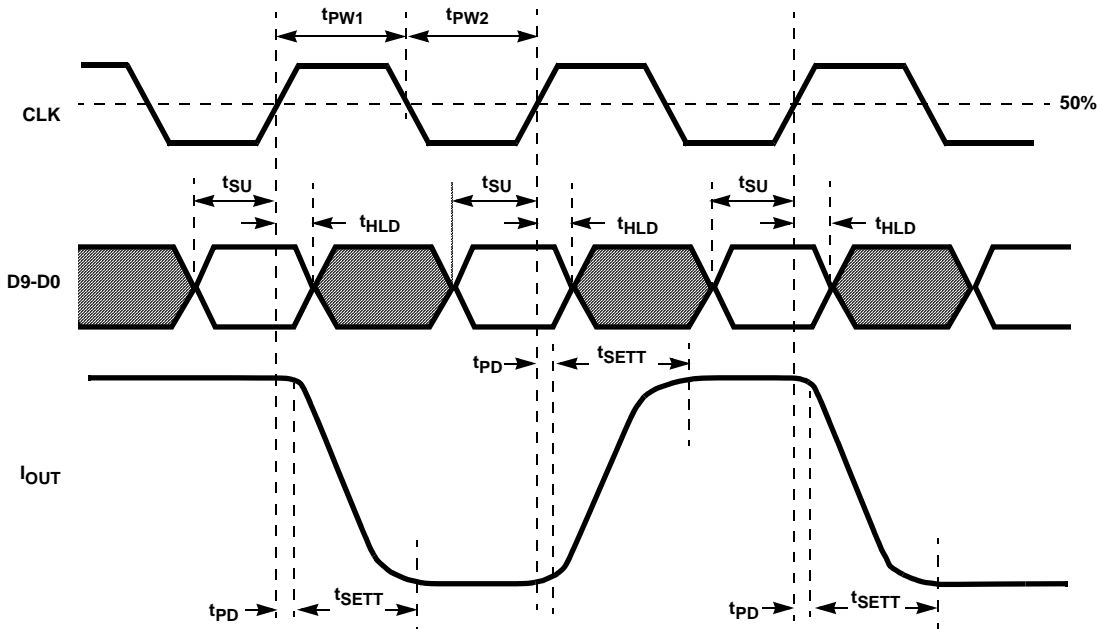 tPW1 tPW2
CLK
50%
tSU tSU tSU
tHLD tHLD tHLD
D9-D0
tPD tSETT
IOUT
tPD tSETT tPD tSETT